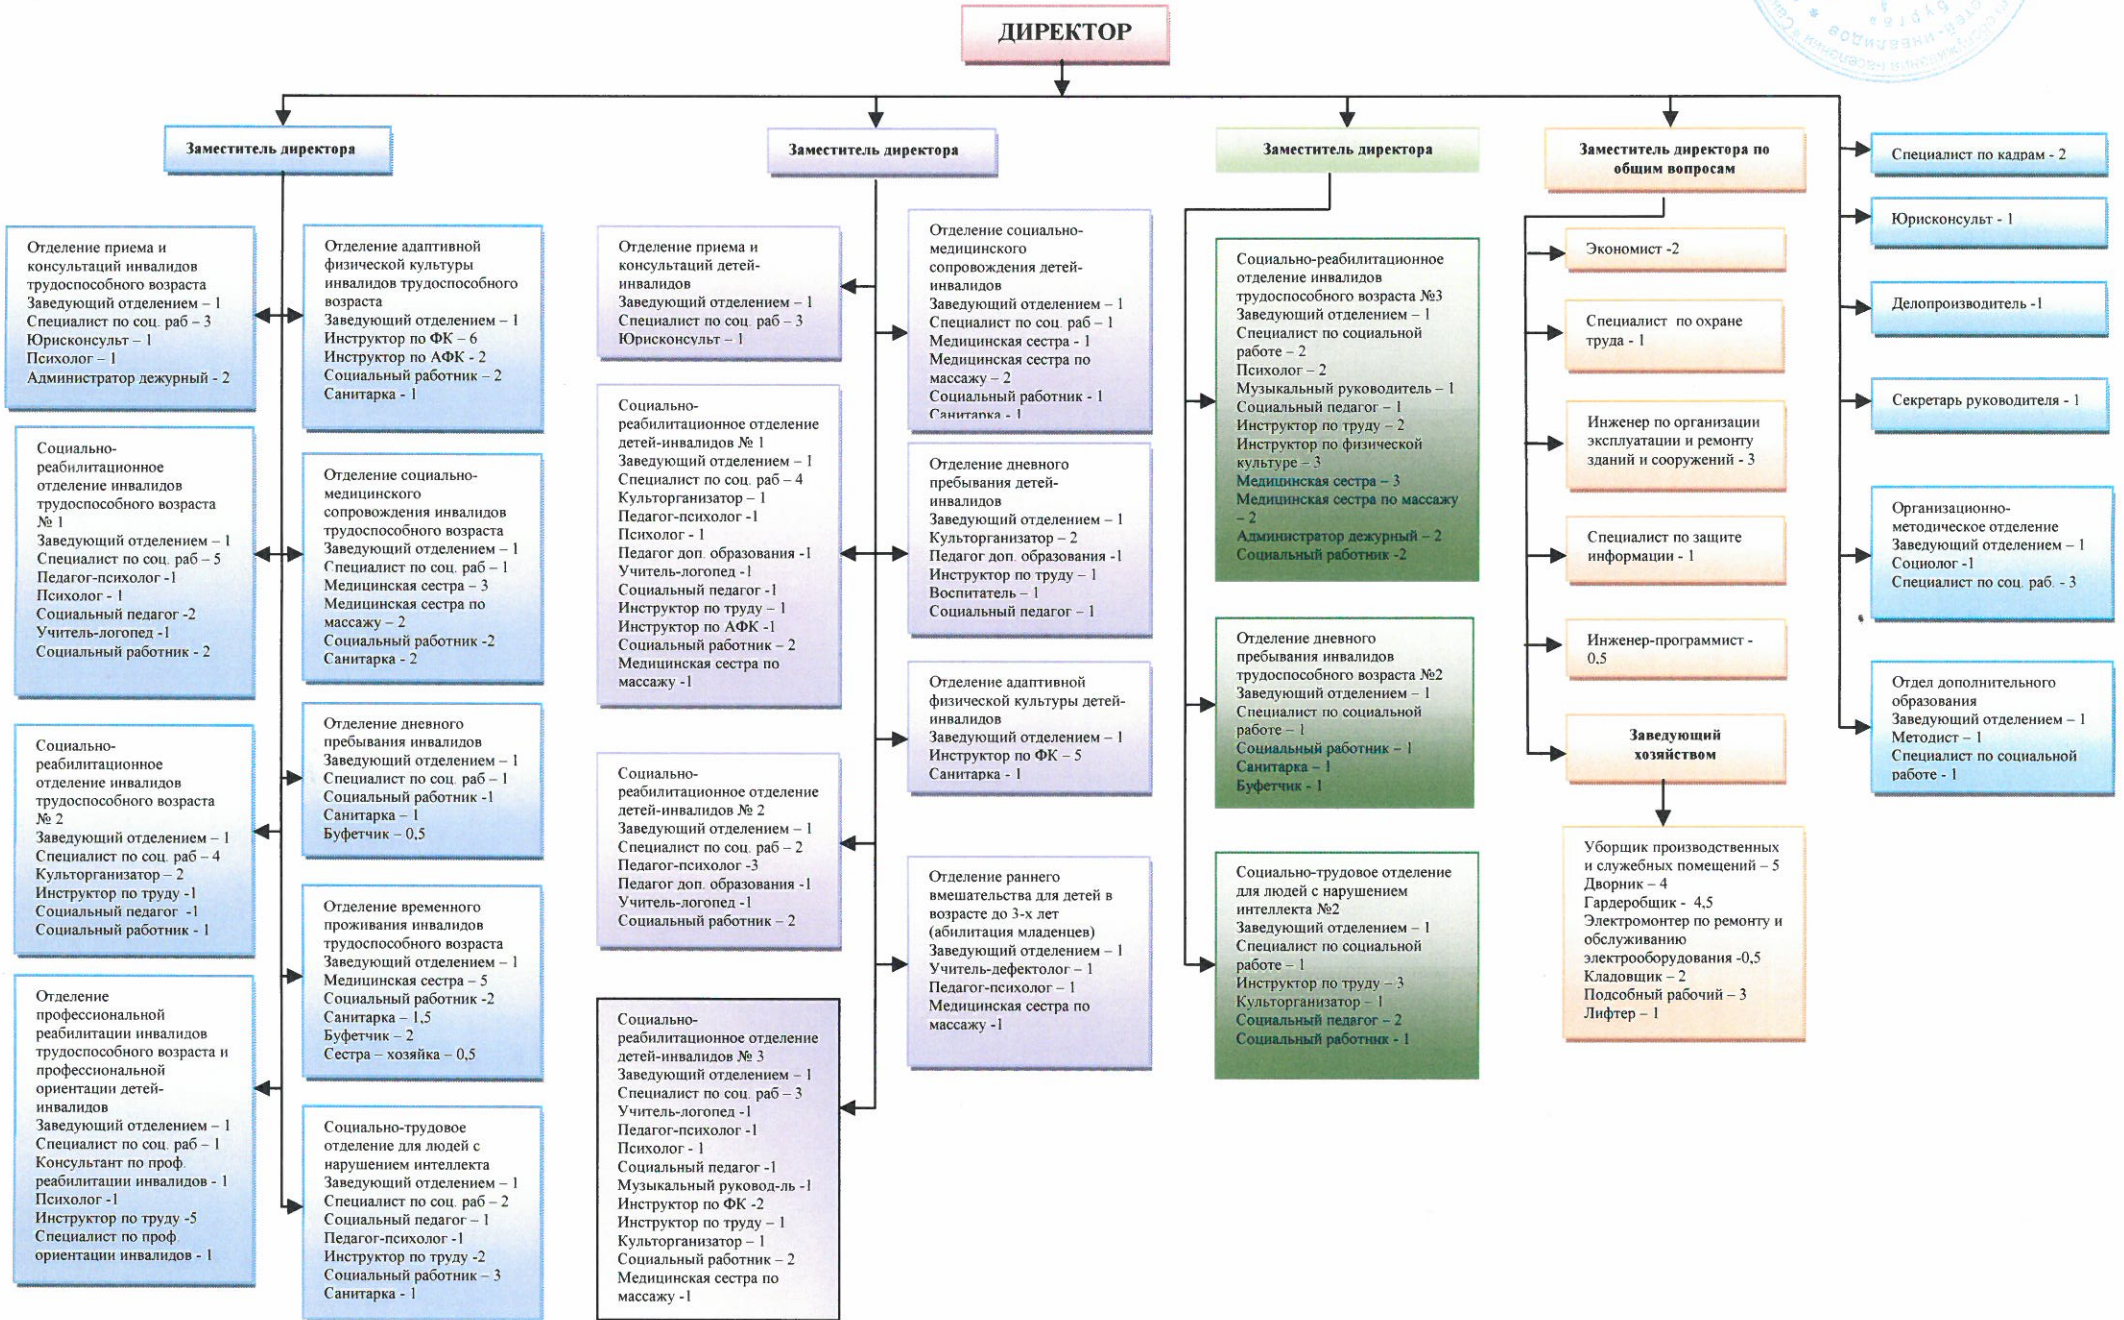 ДИРЕКТОР
Заместитель директора
Отделение приема и
консультаций инвалидов
трудоспособного возраста
Заведующий отделением – 1
Специалист по соц. раб – 3
Юрисконсульт – 1
Психолог – 1
Администратор дежурный - 2
Социально-
реабилитационное
отделение инвалидов
трудоспособного возраста
№ 1
Заведующий отделением – 1
Специалист по соц. раб – 5
Педагог-психолог -1
Психолог - 1
Социальный педагог -2
Учитель-логопед -1
Социальный работник - 2
Социально-
реабилитационное
отделение инвалидов
трудоспособного возраста
№ 2
Заведующий отделением – 1
Специалист по соц. раб – 4
Культорганизатор – 2
Инструктор по труду -1
Социальный педагог -1
Социальный работник - 1
Отделение
профессиональной
реабилитации инвалидов
трудоспособного возраста и
профессиональной
ориентации детей-
инвалидов
Заведующий отделением – 1
Специалист по соц. раб – 1
Консультант по проф.
реабилитации инвалидов - 1
Психолог -1
Инструктор по труду -5
Специалист по проф.
ориентации инвалидов - 1
Отделение адаптивной
физической культуры
инвалидов трудоспособного
возраста
Заведующий отделением – 1
Инструктор по ФК – 6
Инструктор по АФК - 2
Социальный работник – 2
Санитарка - 1
Отделение социально-
медицинского
сопровождения инвалидов
трудоспособного возраста
Заведующий отделением – 1
Специалист по соц. раб – 1
Медицинская сестра – 3
Медицинская сестра по
массажу – 2
Социальный работник -2
Санитарка - 2
Отделение дневного
пребывания инвалидов
Заведующий отделением – 1
Специалист по соц. раб – 1
Социальный работник -1
Санитарка – 1
Буфетчик – 0,5
Отделение временного
проживания инвалидов
трудоспособного возраста
Заведующий отделением – 1
Медицинская сестра – 5
Социальный работник -2
Санитарка – 1,5
Буфетчик – 2
Сестра – хозяйка – 0,5
Социально-трудовое
отделение для людей с
нарушением интеллекта
Заведующий отделением – 1
Специалист по соц. раб – 2
Социальный педагог – 1
Педагог-психолог -1
Инструктор по труду -2
Социальный работник – 3
Санитарка - 1
Заместитель директора
Отделение приема и
консультаций детей-
инвалидов
Заведующий отделением – 1
Специалист по соц. раб – 3
Юрисконсульт – 1
Социально-
реабилитационное отделение
детей-инвалидов № 1
Заведующий отделением – 1
Специалист по соц. раб – 4
Культорганизатор – 1
Педагог-психолог -1
Психолог - 1
Педагог доп. образования -1
Учитель-логопед -1
Социальный педагог -1
Инструктор по труду – 1
Инструктор по АФК -1
Социальный работник – 2
Медицинская сестра по
массажу -1
Социально-
реабилитационное отделение
детей-инвалидов № 2
Заведующий отделением – 1
Специалист по соц. раб – 2
Педагог-психолог -3
Педагог доп. образования -1
Учитель-логопед -1
Социальный работник – 2
Социально-
реабилитационное отделение
детей-инвалидов № 3
Заведующий отделением – 1
Специалист по соц. раб – 3
Учитель-логопед -1
Педагог-психолог -1
Психолог - 1
Социальный педагог -1
Музыкальный руковод-ль -1
Инструктор по ФК -2
Инструктор по труду – 1
Культорганизатор – 1
Социальный работник – 2
Медицинская сестра по
массажу -1
Отделение социально-
медицинского
сопровождения детей-
инвалидов
Заведующий отделением – 1
Специалист по соц. раб – 1
Медицинская сестра - 1
Медицинская сестра по
массажу – 2
Социальный работник - 1
Санитарка - 1
Отделение дневного
пребывания детей-
инвалидов
Заведующий отделением – 1
Культорганизатор – 2
Педагог доп. образования -1
Инструктор по труду – 1
Воспитатель – 1
Социальный педагог – 1
Отделение адаптивной
физической культуры детей-
инвалидов
Заведующий отделением – 1
Инструктор по ФК – 5
Санитарка - 1
Отделение раннего
вмешательства для детей в
возрасте до 3-х лет
(абилитация младенцев)
Заведующий отделением – 1
Учитель-дефектолог – 1
Педагог-психолог – 1
Медицинская сестра по
массажу -1
Заместитель директора
Социально-реабилитационное
отделение инвалидов
трудоспособного возраста №3
Заведующий отделением – 1
Специалист по социальной
работе – 2
Психолог – 2
Музыкальный руководитель – 1
Социальный педагог – 1
Инструктор по труду – 2
Инструктор по физической
культуре – 3
Медицинская сестра – 3
Медицинская сестра по массажу
– 2
Администратор дежурный – 2
Социальный работник -2
Отделение дневного
пребывания инвалидов
трудоспособного возраста №2
Заведующий отделением – 1
Специалист по социальной
работе – 1
Социальный работник – 1
Санитарка – 1
Буфетчик - 1
Социально-трудовое отделение
для людей с нарушением
интеллекта №2
Заведующий отделением – 1
Специалист по социальной
работе – 1
Инструктор по труду – 3
Культорганизатор – 1
Социальный педагог – 2
Социальный работник - 1
Заместитель директора по
общим вопросам
Экономист -2
Специалист по охране
труда - 1
Инженер по организации
эксплуатации и ремонту
зданий и сооружений - 3
Специалист по защите
информации - 1
Инженер-программист -
0,5
Заведующий
хозяйством
Уборщик производственных
и служебных помещений – 5
Дворник – 4
Гардеробщик - 4,5
Электромонтер по ремонту и
обслуживанию
электрооборудования -0,5
Кладовщик – 2
Подсобный рабочий – 3
Лифтер – 1
Специалист по кадрам - 2
Юрисконсульт - 1
Делопроизводитель -1
Секретарь руководителя - 1
Организационно-
методическое отделение
Заведующий отделением – 1
Социолог -1
Специалист по соц. раб. - 3
Отдел дополнительного
образования
Заведующий отделением – 1
Методист – 1
Специалист по социальной
работе - 1